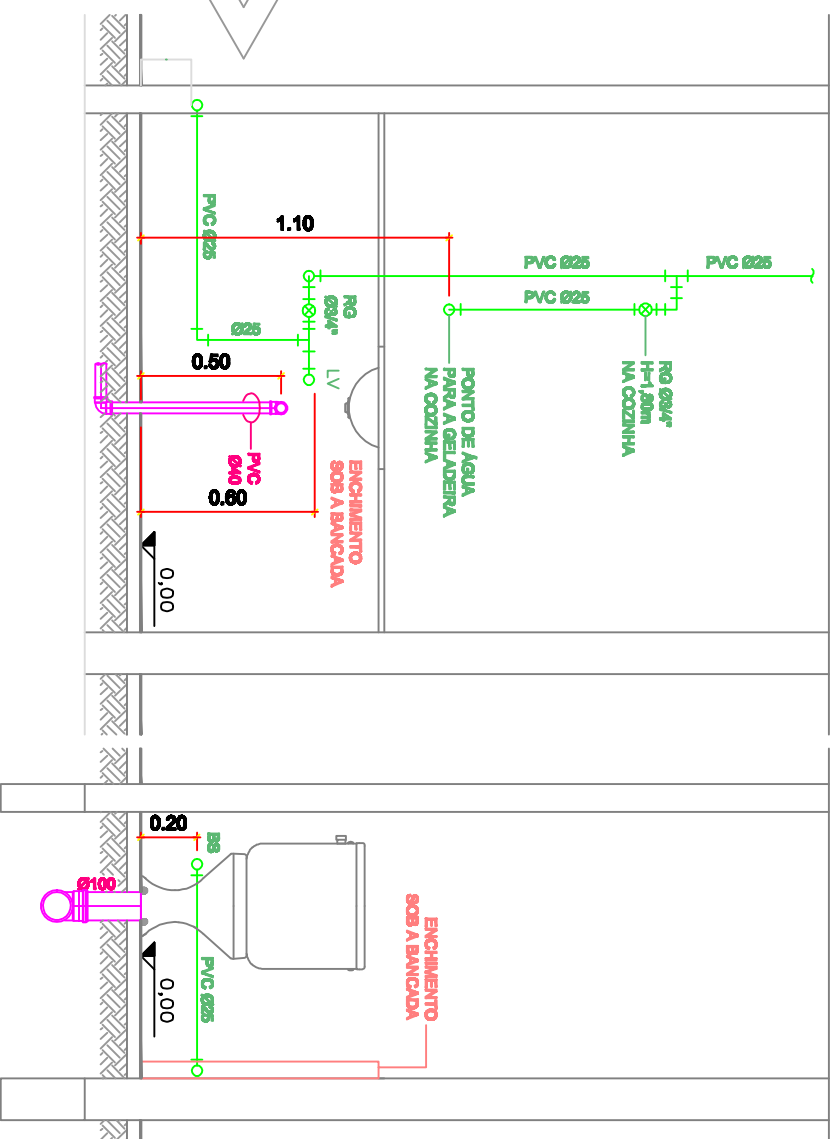 PVC Ø25
1.10
PVC Ø25
PVC Ø25
PVC Ø25
RG
Ø3/4"
Ø25
LV
0.50
RG Ø3/4"
H=1,80m
NA COZINHA
PONTO DE ÁGUA
PARA A GELADEIRA
NA COZINHA
PVC
Ø40
0.60
ENCHIMENTO
SOB A BANCADA
0,00
0.20
BS
Ø100
PVC Ø25
0,00
ENCHIMENTO
SOB A BANCADA